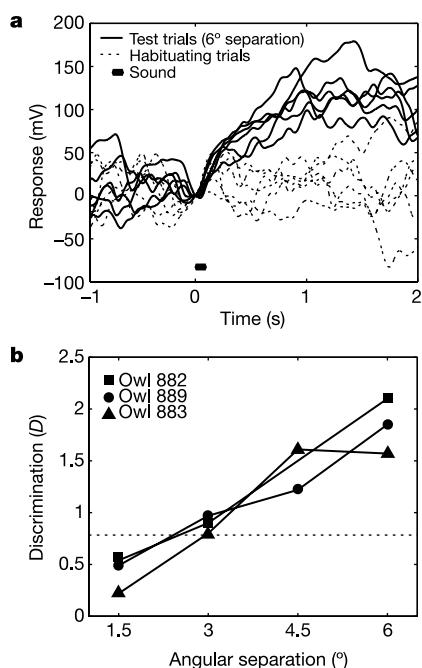 a
Test trials (6º separation)
Habituating trials
Sound
200
150
100
50
0
−50
−100
Response (mV)
−1
0
1
2
Time (s)
b
Owl 882
Owl 889
Owl 883
2.5
2
1.5
1
0.5
0
Discrimination (D)
1.5
3
4.5
6
Angular separation (º)